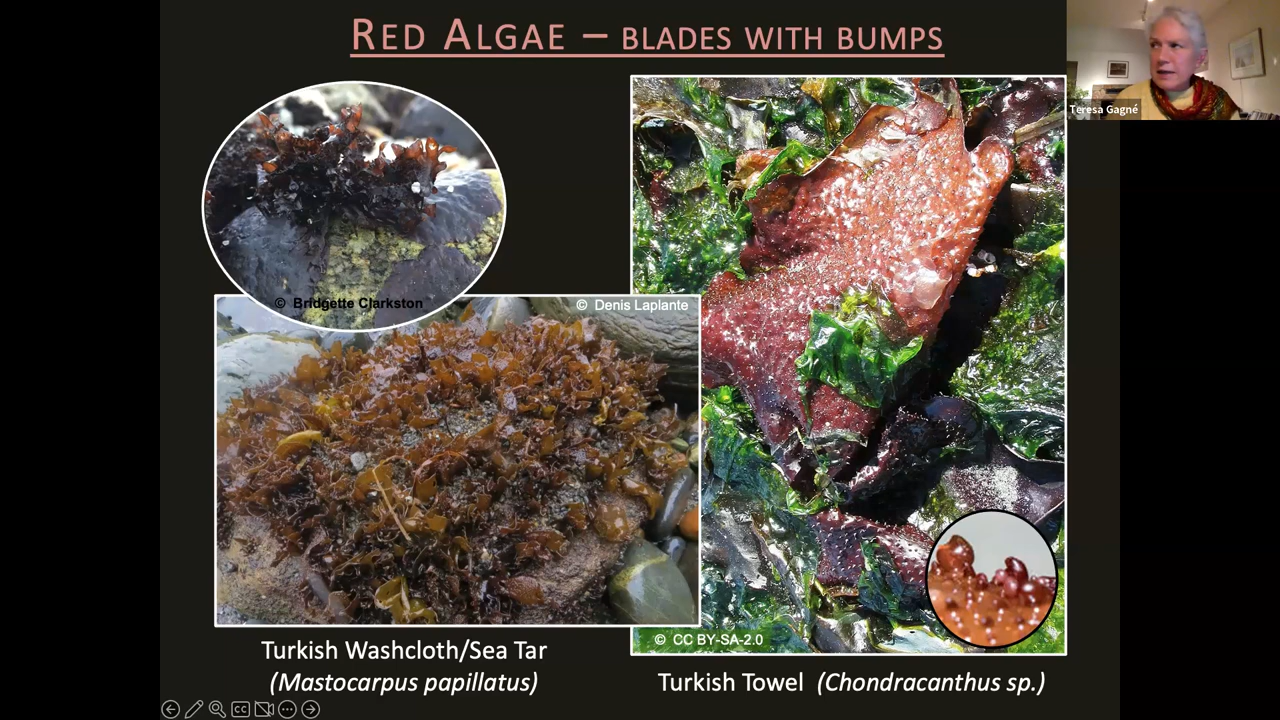 RED ALGAE – BLADES WITH BUMPS
Teresa Gagné
© Bridgette Clarkston
© Denis Laplante
© CC BY-SA-2.0
Turkish Washcloth/Sea Tar
(Mastocarpus papillatus)
Turkish Towel (Chondracanthus sp.)
CC